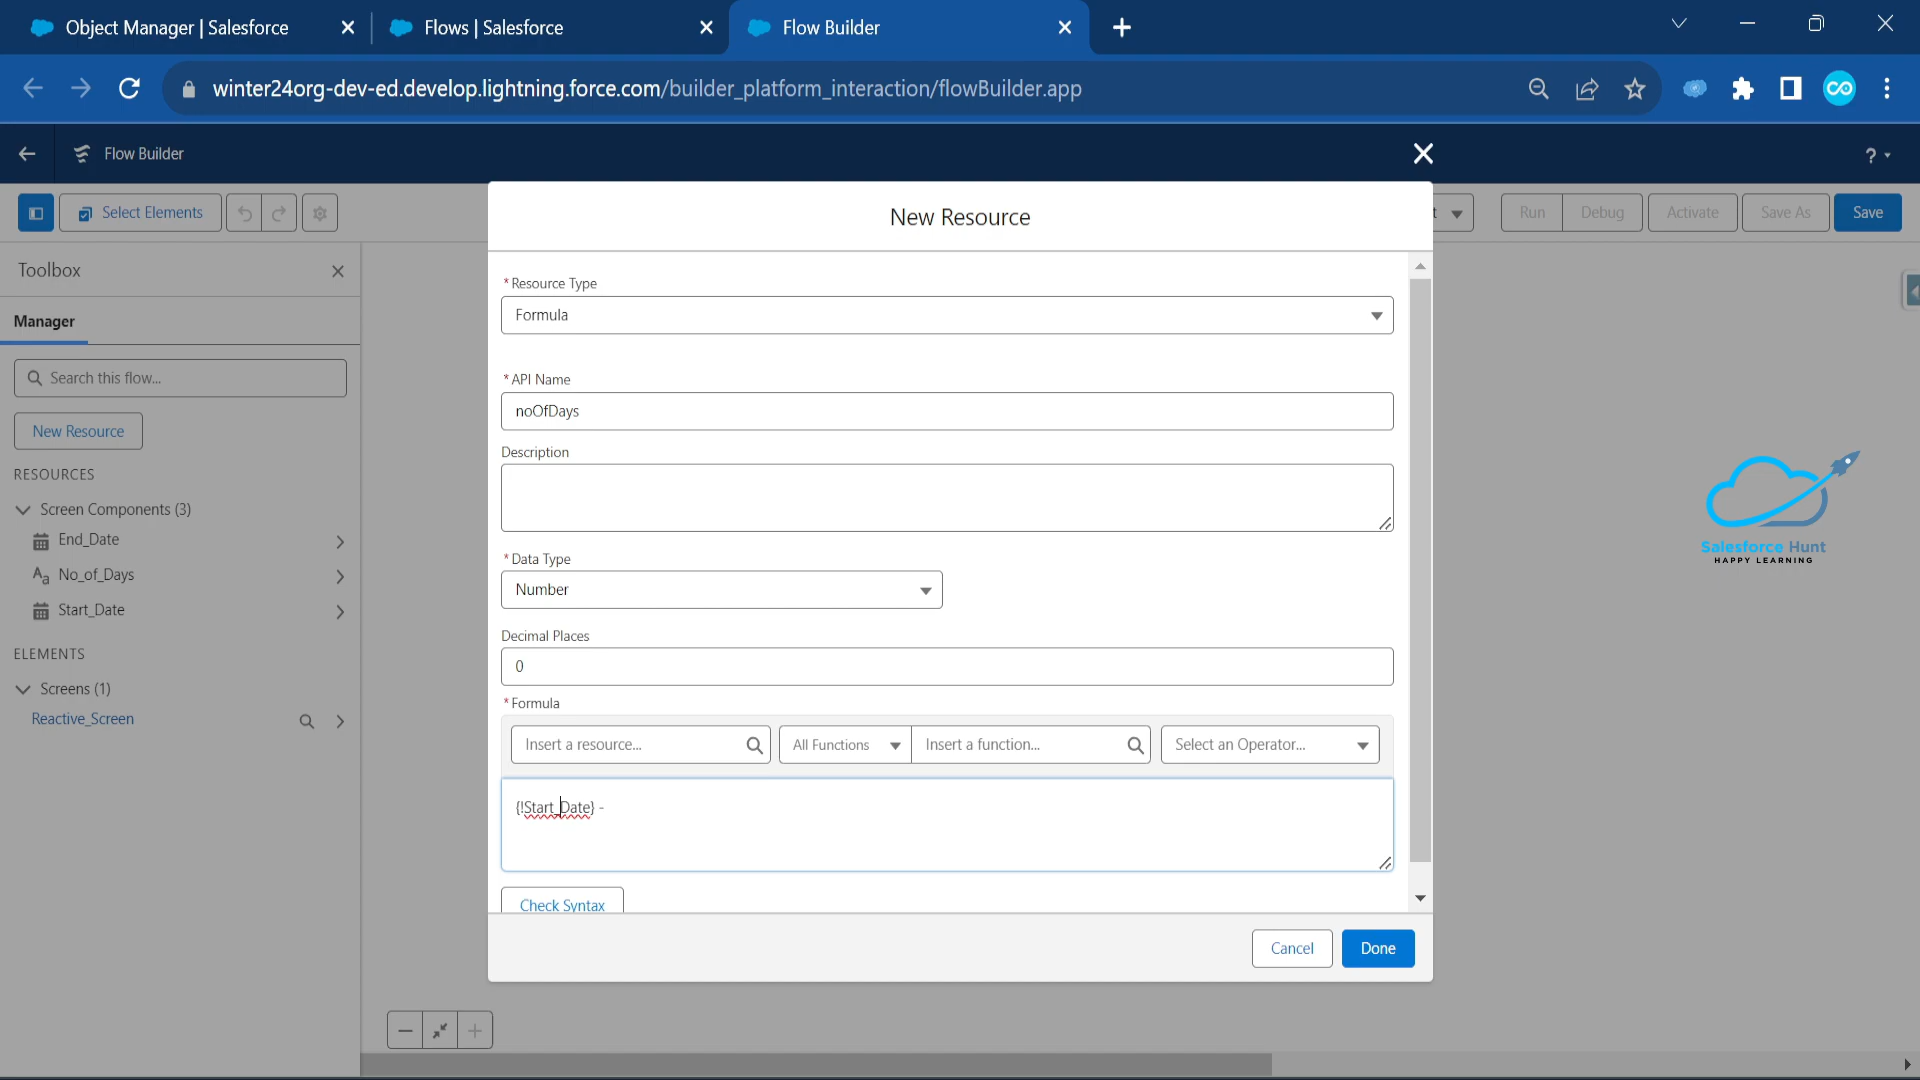 Object Manager | Salesforce
Flows | Salesforce
Flow Builder
winter24org-dev-ed.develop.lightning.force.com/builder_platform_interaction/flowBuilder.app
Flow Builder
?
Select Elements
t
Run
Debug
Activate
Save As
Save
Toolbox
Manager
Search this flow...
New Resource
RESOURCES
Screen Components (3)
End_Date
Aa No_of_Days
Start_Date
ELEMENTS
Screens (1)
Reactive_Screen
New Resource
* Resource Type
Formula
* API Name
noOfDays
Description
* Data Type
Number
Decimal Places
0
* Formula
Insert a resource...
All Functions
Insert a function...
Select an Operator...
{!Start_Date} -
Check Syntax
Cancel
Done
Salesforce Hunt
HAPPY LEARNING